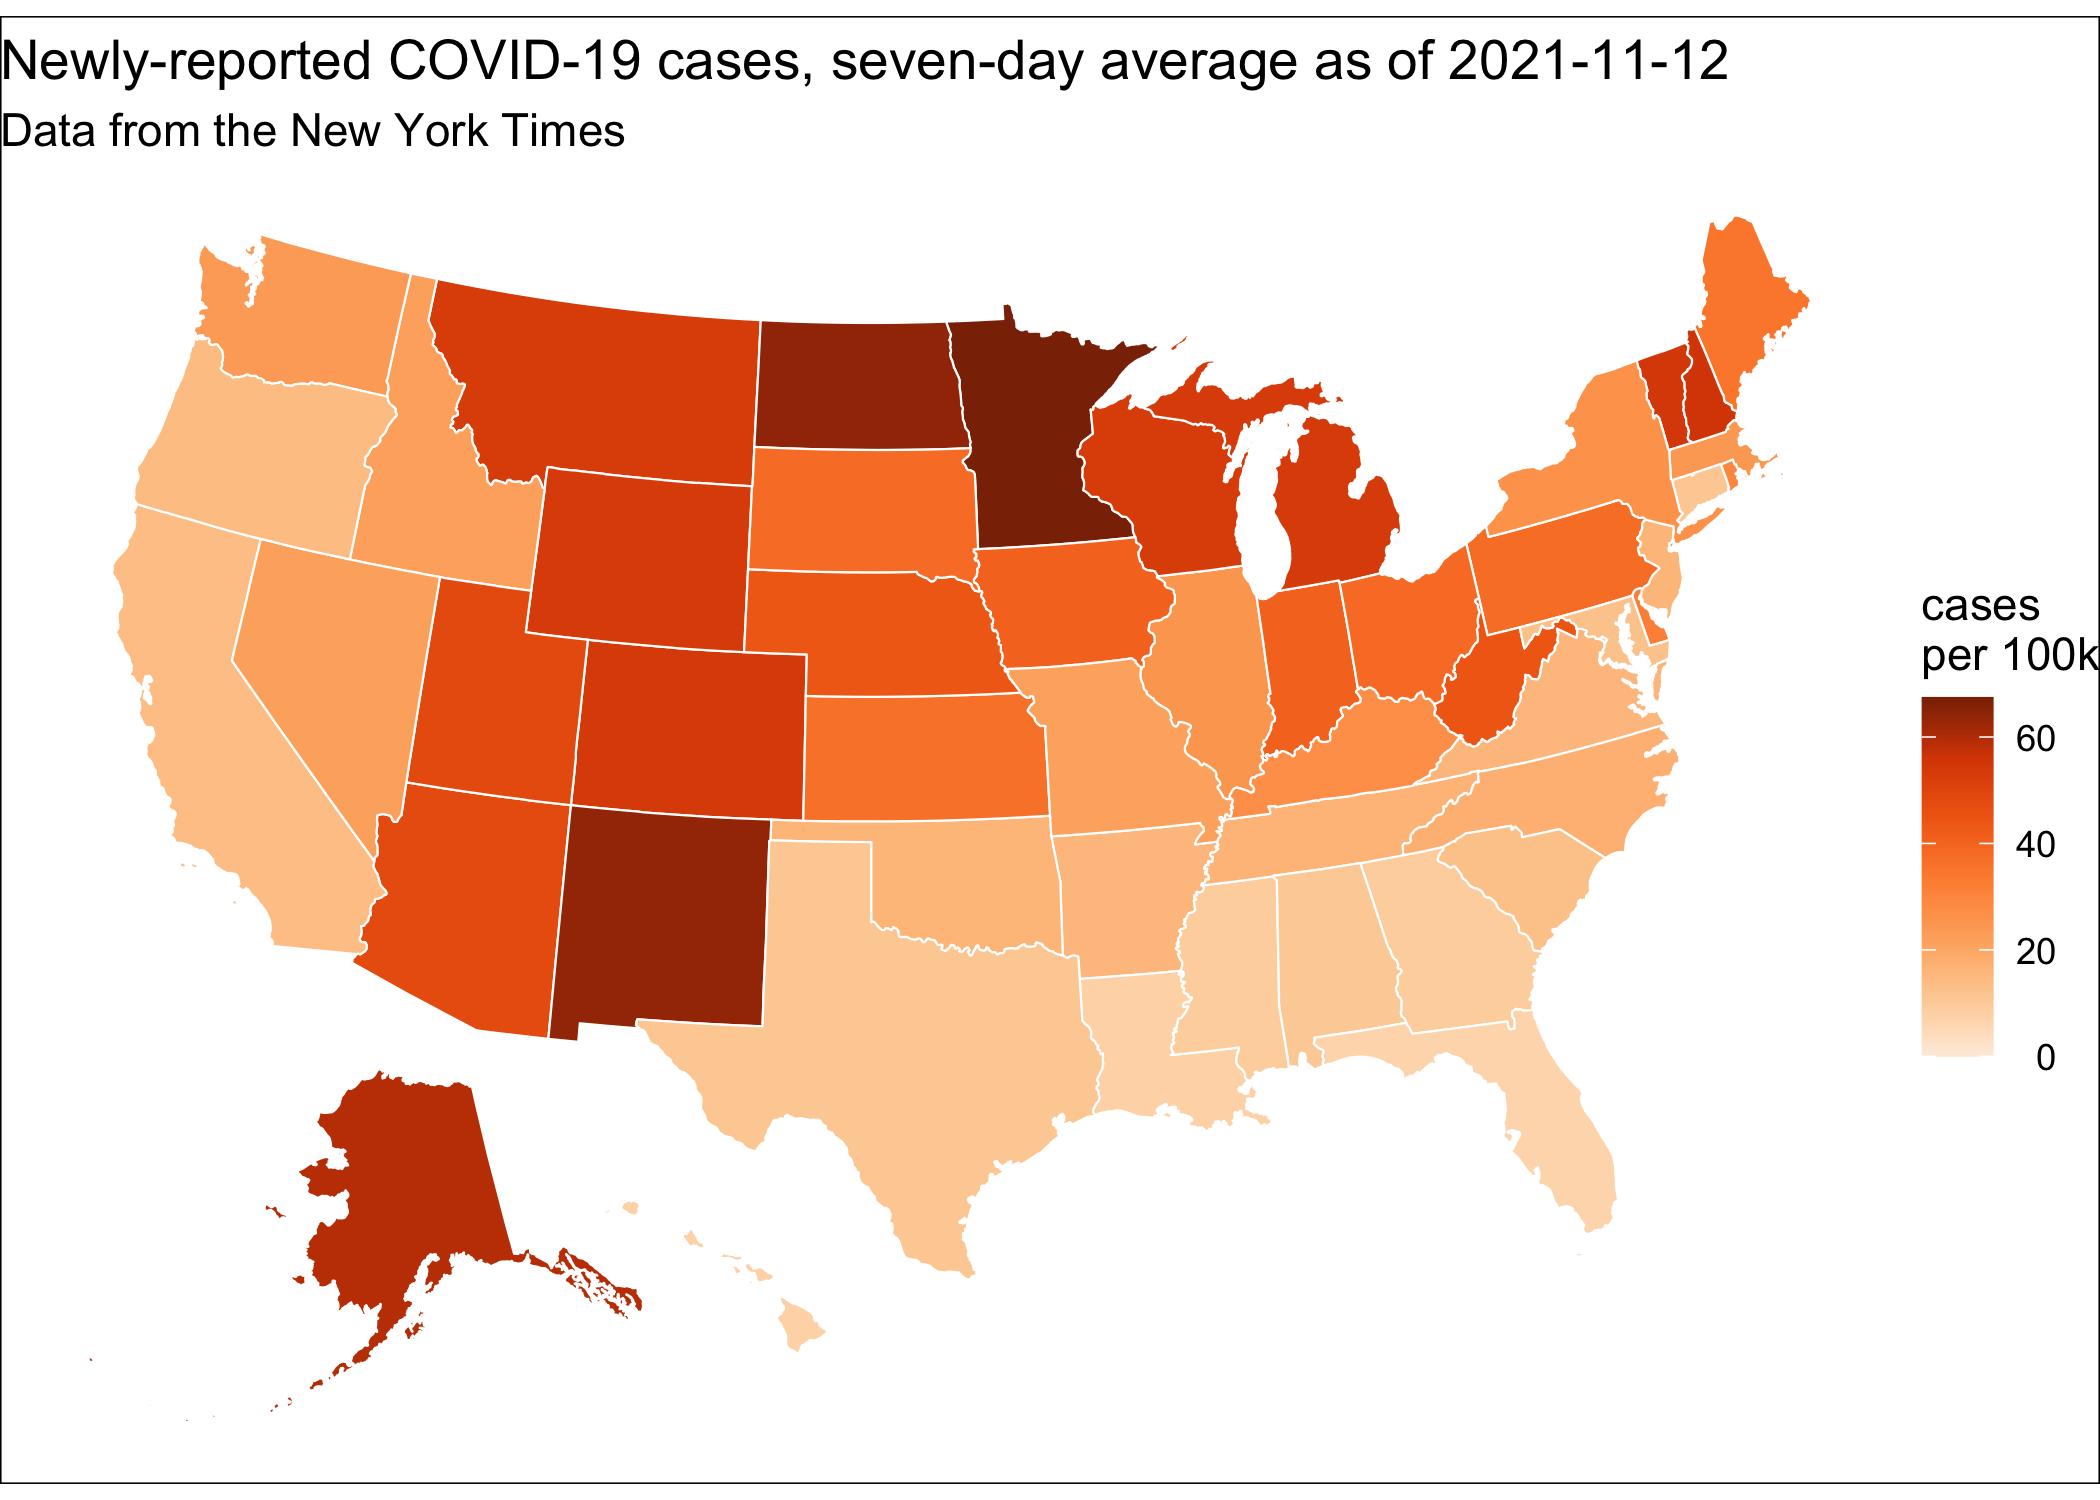 Newly-reported COVID-19 cases, seven-day average as of 2021-11-12
Data from the New York Times
cases
per 100k
60
40
20
0